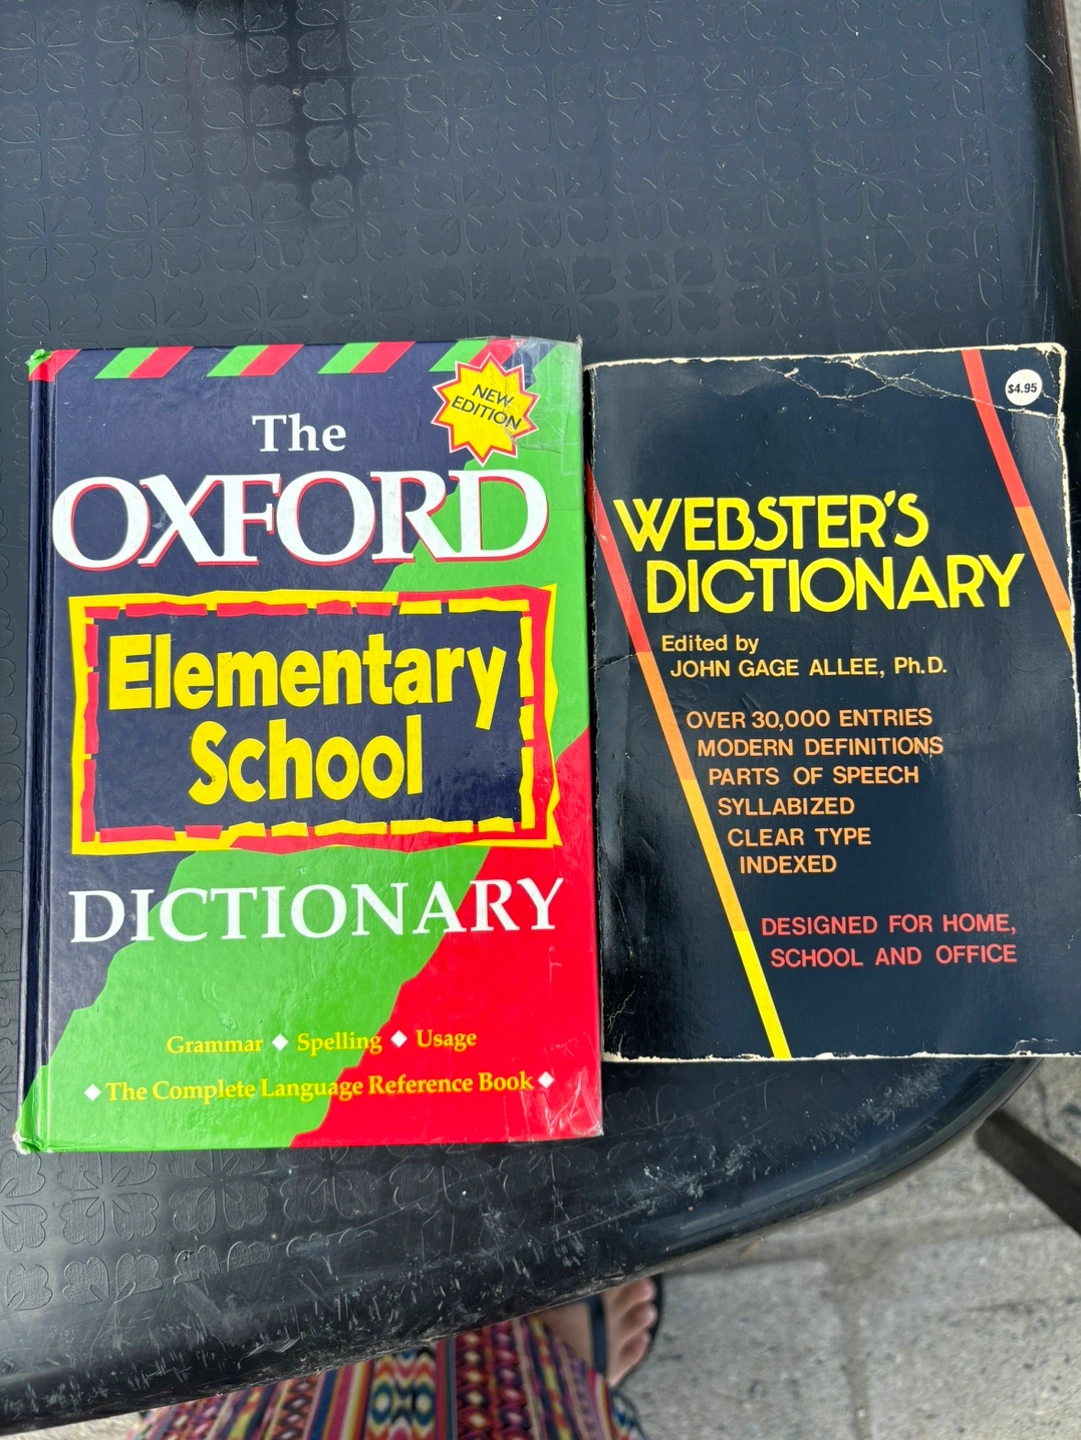 NEW
EDITION
The
OXFORD
Elementary
School
DICTIONARY
Grammar ◆ Spelling ◆ Usage
◆ The Complete Language Reference Book ◆
$4.95
WEBSTER'S
DICTIONARY
Edited by
JOHN GAGE ALLEE, Ph.D.
OVER 30,000 ENTRIES
MODERN DEFINITIONS
PARTS OF SPEECH
SYLLABIZED
CLEAR TYPE
INDEXED
DESIGNED FOR HOME,
SCHOOL AND OFFICE